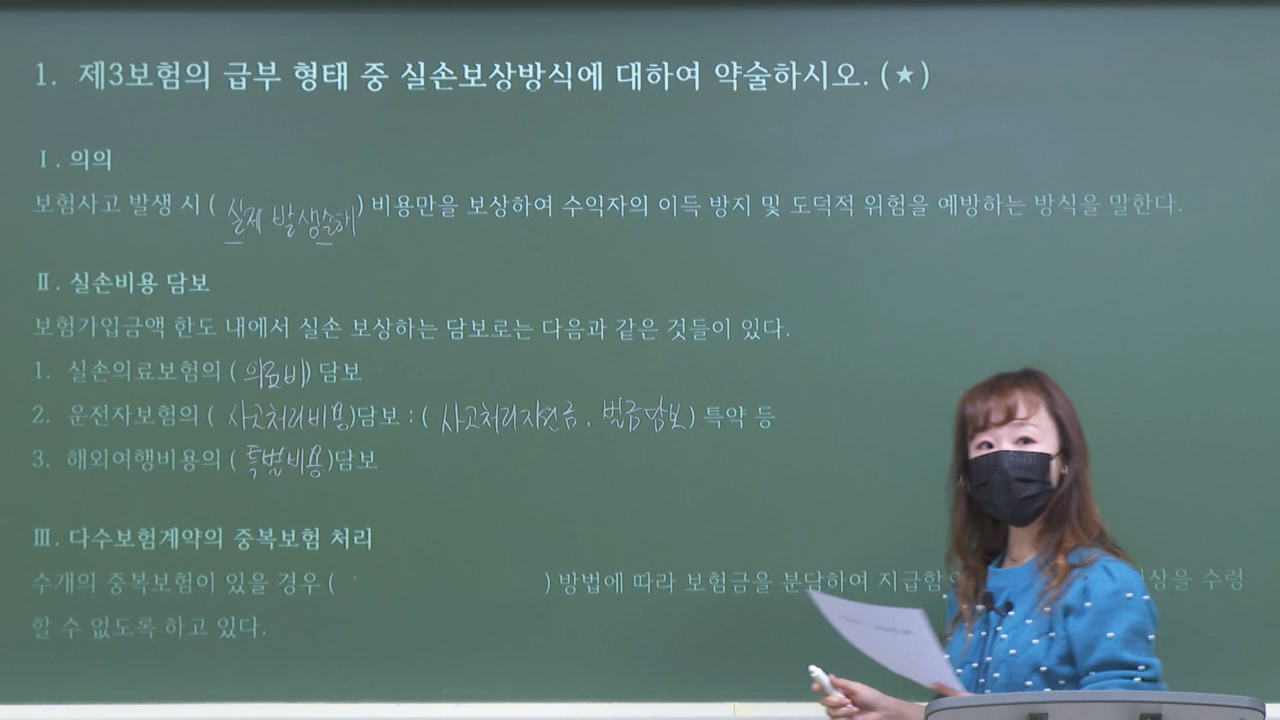 1. 제3보험의 급부 형태 중 실손보상방식에 대하여 약술하시오. (★)
Ⅰ. 의의
보험사고 발생 시 ( 실제 발생손해 ) 비용만을 보상하여 수익자의 이득 방지 및 도덕적 위험을 예방하는 방식을 말한다.
Ⅱ. 실손비용 담보
보험가입금액 한도 내에서 실손 보상하는 담보로는 다음과 같은 것들이 있다.
1. 실손의료보험의 ( 의료비 ) 담보
2. 운전자보험의 ( 사고처리비용 )담보 : ( 사고처리지원금, 벌금담보 ) 특약 등
3. 해외여행비용의 ( 특별비용 )담보
Ⅲ. 다수보험계약의 중복보험 처리
수개의 중복보험이 있을 경우 ( ) 방법에 따라 보험금을 분담하여 수령
할 수 없도록 하고 있다.